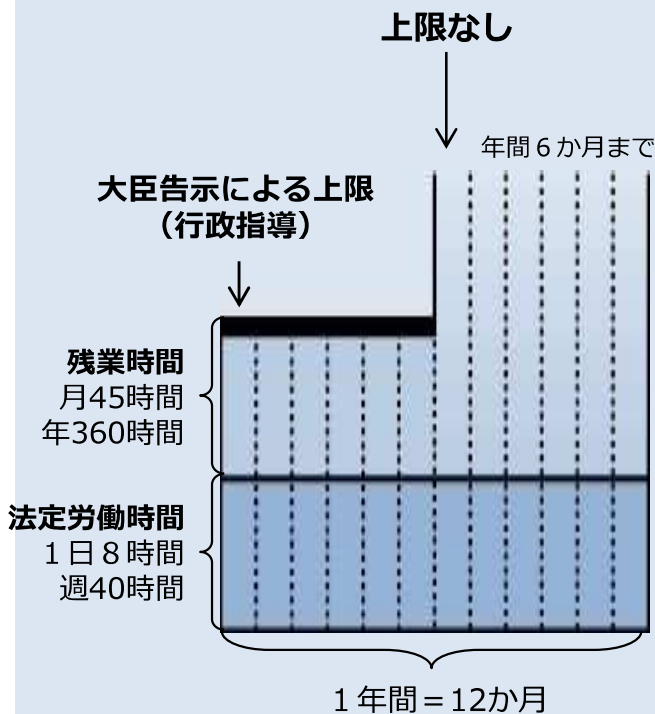 上限なし
年間６か月まで
大臣告示による上限
（行政指導）
残業時間
月45時間
年360時間
法定労働時間
１日８時間
週40時間
１年間＝12か月